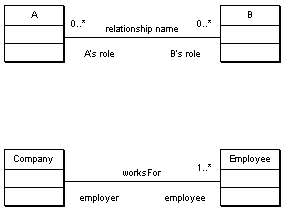 A
0..*
0..*
B
relationship name
A's role
B's role
Company
worksFor
1..*
Employee
employer
employee